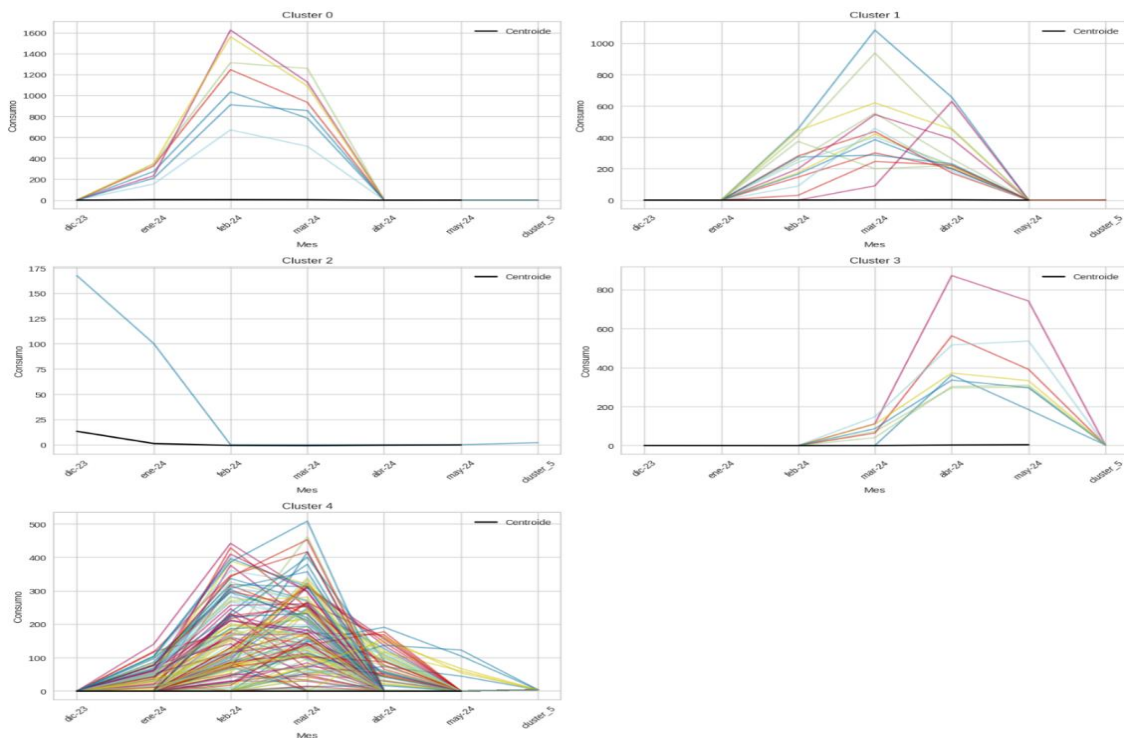 Cluster 0
Centroide
Consumo
1600
1400
1200
1000
800
600
400
200
0
dic-23
ene-24
feb-24
mar-24
abr-24
may-24
cluster_5
Mes
Cluster 1
Centroide
Consumo
1000
800
600
400
200
0
dic-23
ene-24
feb-24
mar-24
abr-24
may-24
cluster_5
Mes
Cluster 2
Centroide
Consumo
175
150
125
100
75
50
25
0
dic-23
ene-24
feb-24
mar-24
abr-24
may-24
cluster_5
Mes
Cluster 3
Centroide
Consumo
800
600
400
200
0
dic-23
ene-24
feb-24
mar-24
abr-24
may-24
cluster_5
Mes
Cluster 4
Centroide
Consumo
500
400
300
200
100
0
dic-23
ene-24
feb-24
mar-24
abr-24
may-24
cluster_5
Mes